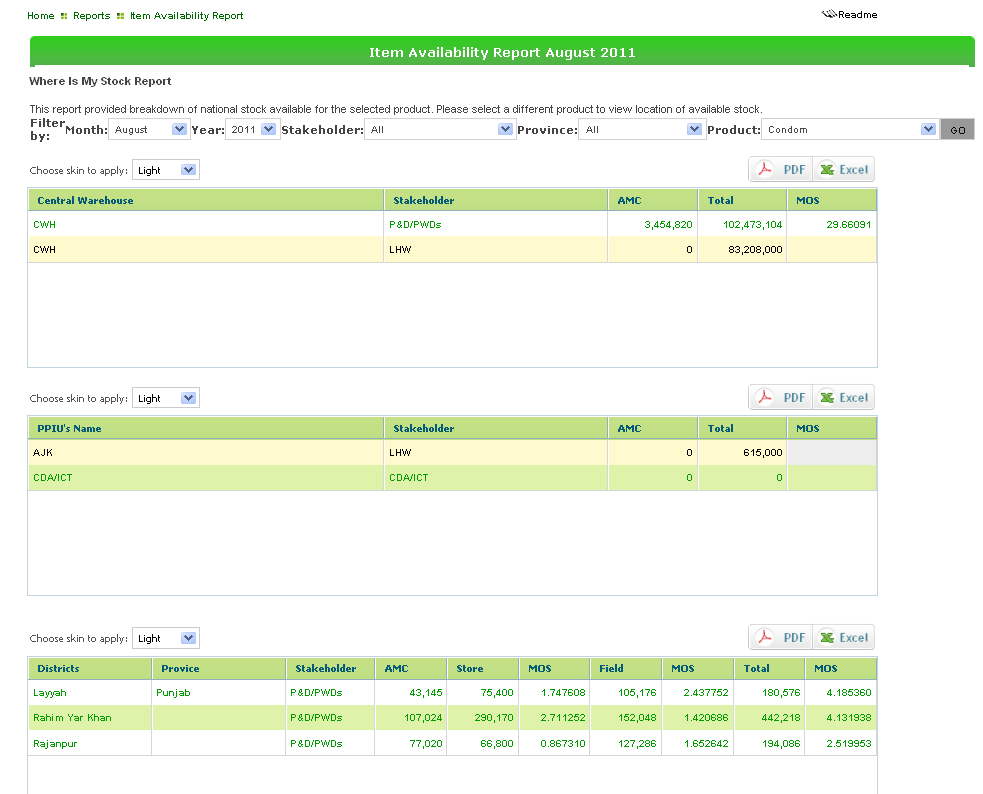 Home Reports Item Availability Report Readme
Item Availability Report August 2011
Where Is My Stock Report
This report provided breakdown of national stock available for the selected product. Please select a different product to view location of available stock.
Filter by: Month: August Year: 2011 Stakeholder: All Province: All Product: Condom GO
Choose skin to apply: Light PDF Excel
Central Warehouse Stakeholder AMC Total MOS
CWH P&D/PWDs 3,454,820 102,473,104 29.66091
CWH LHW 0 83,208,000
Choose skin to apply: Light PDF Excel
PPIU's Name Stakeholder AMC Total MOS
AJK LHW 0 615,000
CDA/ICT CDA/ICT 0 0
Choose skin to apply: Light PDF Excel
Districts Provice Stakeholder AMC Store MOS Field MOS Total MOS
Layyah Punjab P&D/PWDs 43,145 75,400 1.747608 105,176 2.437752 180,576 4.185360
Rahim Yar Khan P&D/PWDs 107,024 290,170 2.711252 152,048 1.420686 442,218 4.131938
Rajanpur P&D/PWDs 77,020 66,800 0.867310 127,286 1.652642 194,086 2.519953